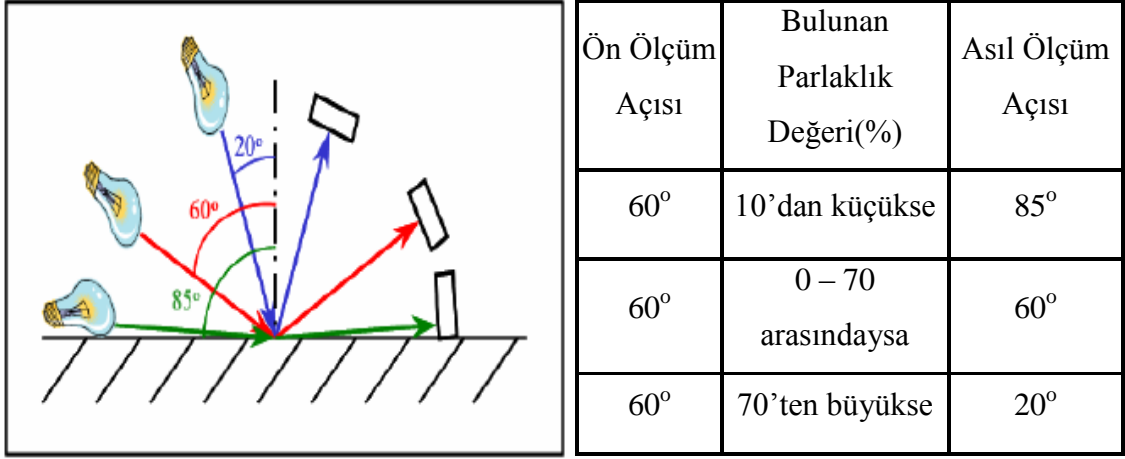 20°
60°
85°
Ön Ölçüm
Açısı
Bulunan
Parlaklık
Değeri(%)
Asıl Ölçüm
Açısı
60°
10’dan küçükse
85°
60°
0 – 70
arasındaysa
60°
60°
70’ten büyükse
20°